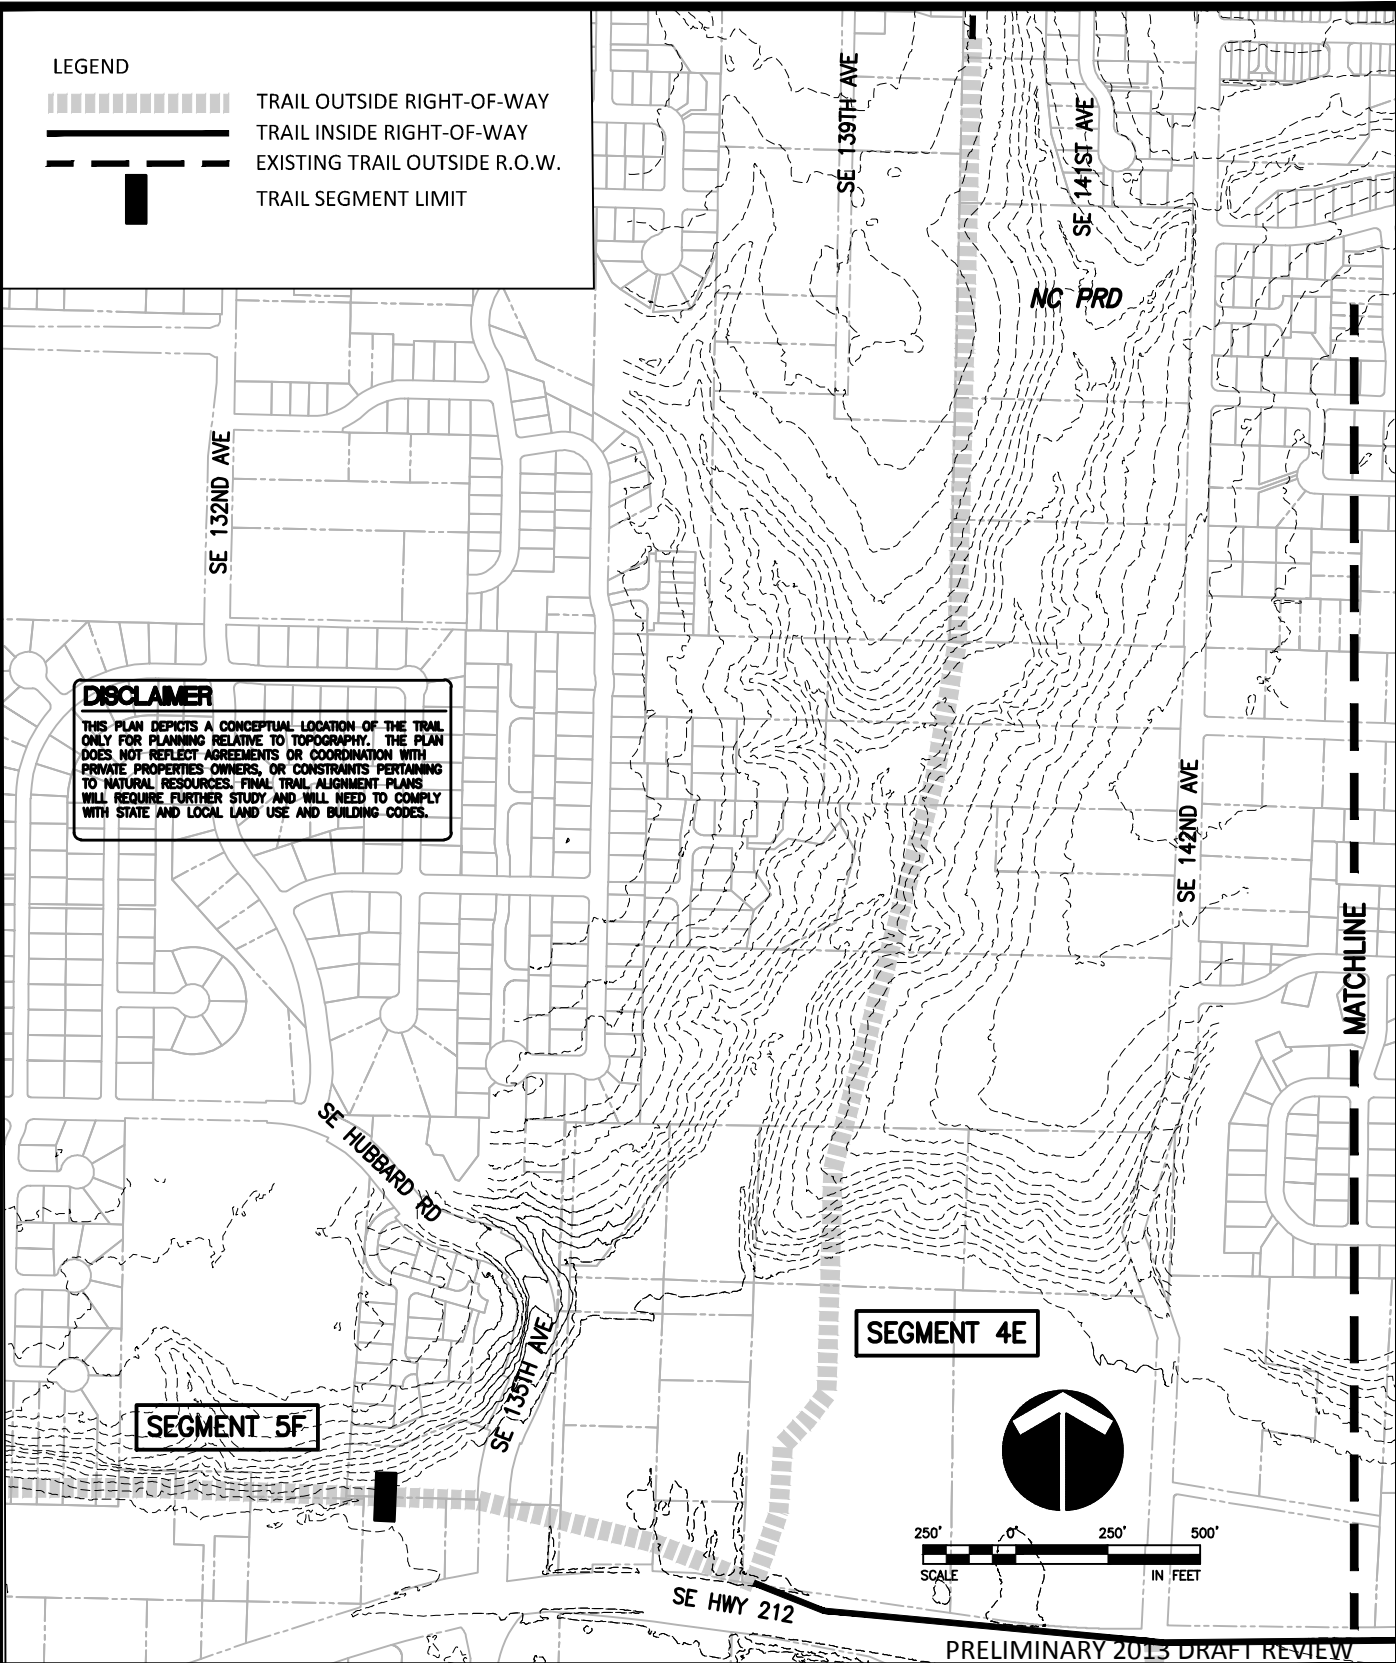 LEGEND
TRAIL OUTSIDE RIGHT-OF-WAY
TRAIL INSIDE RIGHT-OF-WAY
EXISTING TRAIL OUTSIDE R.O.W.
TRAIL SEGMENT LIMIT
SE 139TH AVE
SE 141ST AVE
NC PRD
SE 132ND AVE
DISCLAIMER
THIS PLAN DEPICTS A CONCEPTUAL LOCATION OF THE TRAIL
ONLY FOR PLANNING RELATIVE TO TOPOGRAPHY. THE PLAN
DOES NOT REFLECT AGREEMENTS OR COORDINATION WITH
PRIVATE PROPERTIES OWNERS, OR CONSTRAINTS PERTAINING
TO NATURAL RESOURCES. FINAL TRAIL ALIGNMENT PLANS
WILL REQUIRE FURTHER STUDY AND WILL NEED TO COMPLY
WITH STATE AND LOCAL LAND USE AND BUILDING CODES.
SE 142ND AVE
MATCHLINE
SE HUBBARD RD
SEGMENT 4E
SE 135TH AVE
SEGMENT 5F
250' 0' 250' 500'
SCALE IN FEET
SE HWY 212
PRELIMINARY 2013 DRAFT REVIEW